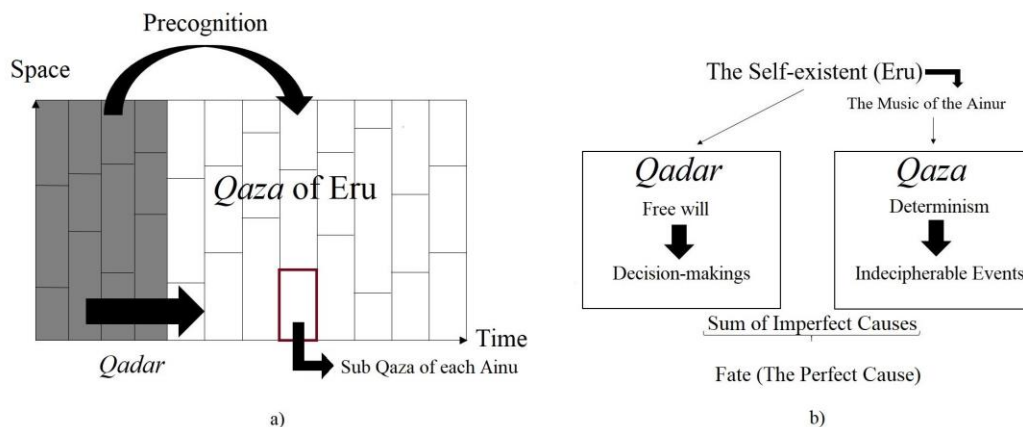 Precognition
Space
Qaza of Eru
Time
Qadar
Sub Qaza of each Ainu
a)
The Self-existent (Eru)
The Music of the Ainur
Qadar
Free will
Decision-makings
Qaza
Determinism
Indecipherable Events
Sum of Imperfect Causes
Fate (The Perfect Cause)
b)